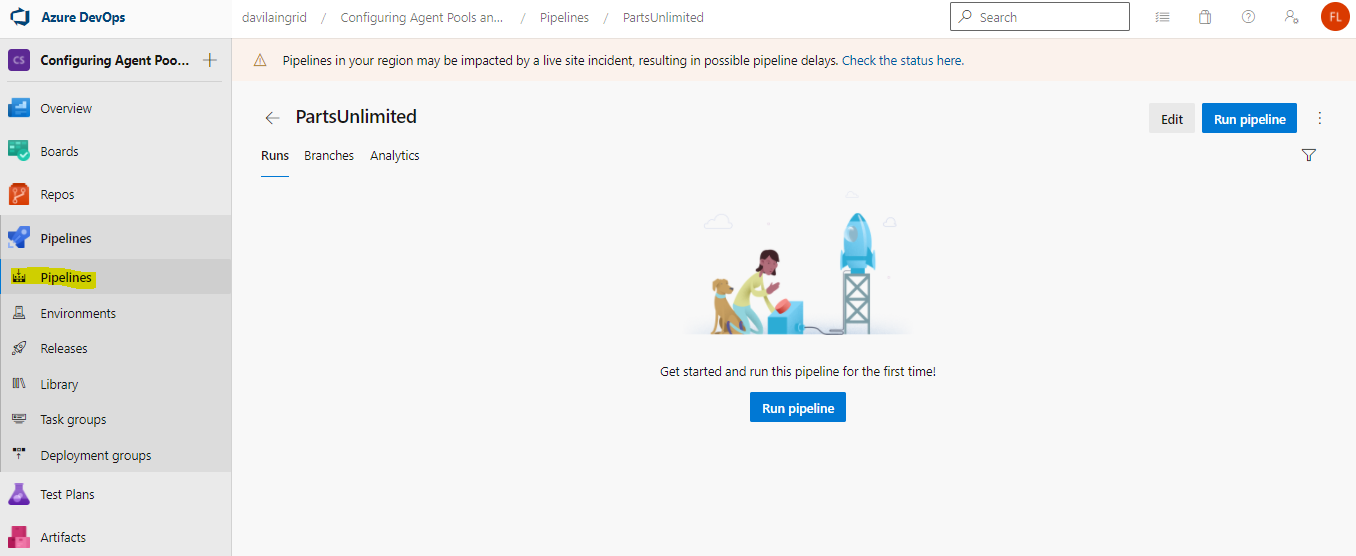 Azure DevOps
davilaingrid / Configuring Agent Pools an... / Pipelines / PartsUnlimited
Search
FL
CS Configuring Agent Poo...
Pipelines in your region may be impacted by a live site incident, resulting in possible pipeline delays. Check the status here.
Overview
Boards
Repos
Pipelines
Pipelines
Environments
Releases
Library
Task groups
Deployment groups
Test Plans
Artifacts
PartsUnlimited
Edit
Run pipeline
Runs Branches Analytics
Get started and run this pipeline for the first time!
Run pipeline